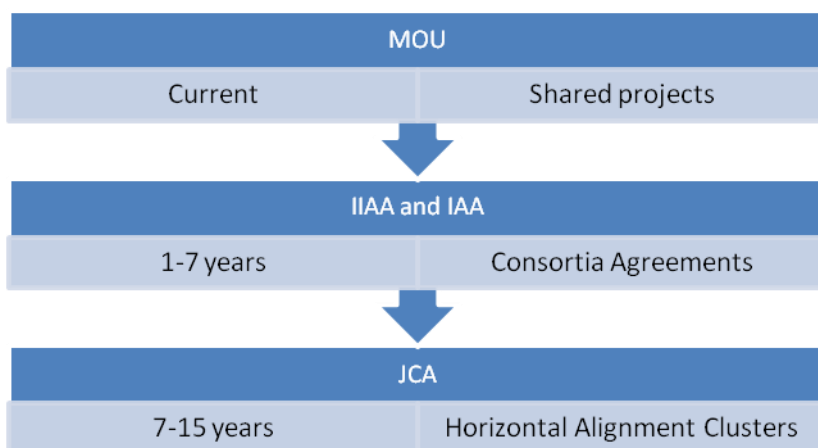 MOU
Current Shared projects
IIAA and IAA
1-7 years Consortia Agreements
JCA
7-15 years Horizontal Alignment Clusters